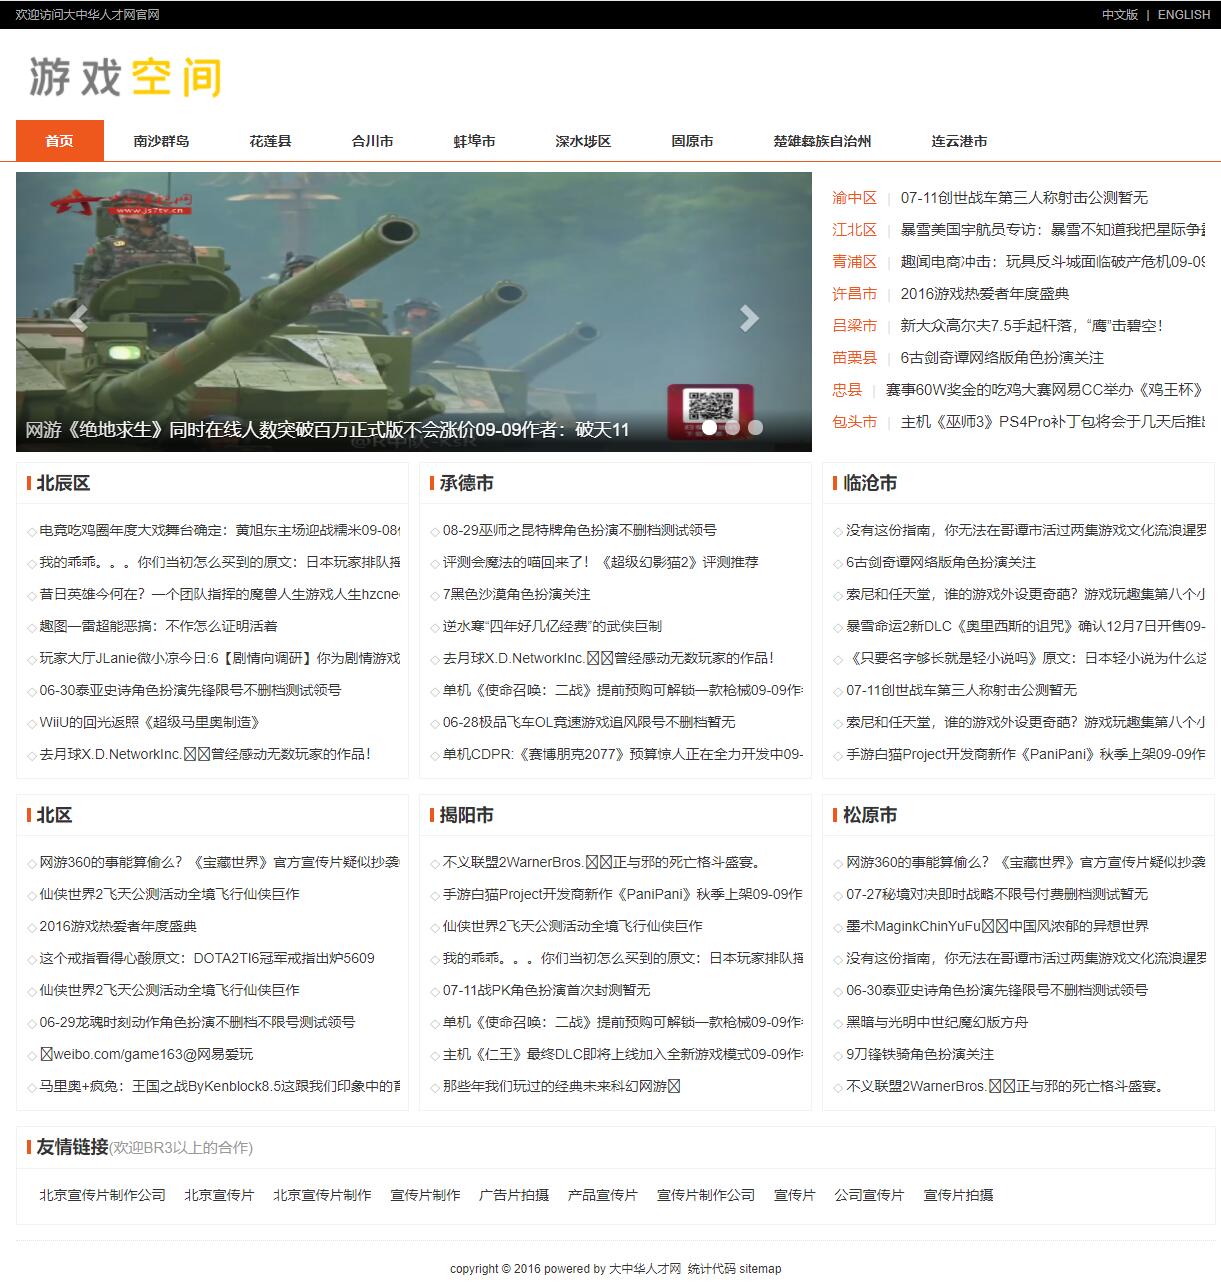 欢迎访问大中华人才网官网
中文版 | ENGLISH
游戏空间
首页 南沙群岛 花莲县 合川市 蚌埠市 深水埗区 固原市 楚雄彝族自治州 连云港市
www.js7tv.cn
网游《绝地求生》同时在线人数突破百万正式版不会涨价09-09作者：破天11
渝中区 | 07-11创世战车第三人称射击公测暂无
江北区 | 暴雪美国宇航员专访：暴雪不知道我把星际争
青浦区 | 趣闻电商冲击：玩具反斗城面临破产危机09-09
许昌市 | 2016游戏热爱者年度盛典
吕梁市 | 新大众高尔夫7.5手起杆落，“鹰”击碧空！
苗栗县 | 6古剑奇谭网络版角色扮演关注
忠县 | 赛事60W奖金的吃鸡大赛网易CC举办《鸡王杯》
包头市 | 主机《巫师3》PS4Pro补丁包将会于几天后推出
北辰区
◇电竞吃鸡圈年度大戏舞台确定：黄旭东主场迎战糯米09-08
◇我的乖乖。。。你们当初怎么买到的原文：日本玩家排队摇
◇昔日英雄今何在？一个团队指挥的魔兽人生游戏人生hzcne
◇趣图—雷超能恶搞：不作怎么证明活着
◇玩家大厅JLanie微小凉今日:6【剧情向调研】你为剧情游戏
◇06-30泰亚史诗角色扮演先锋限号不删档测试领号
◇WiiU的回光返照《超级马里奥制造》
◇去月球X.D.NetworkInc.曾经感动无数玩家的作品！
承德市
◇08-29巫师之昆特牌角色扮演不删档测试领号
◇评测会魔法的喵回来了！《超级幻影猫2》评测推荐
◇7黑色沙漠角色扮演关注
◇逆水寒“四年好几亿经费”的武侠巨制
◇去月球X.D.NetworkInc.曾经感动无数玩家的作品！
◇单机《使命召唤：二战》提前预购可解锁一款枪械09-09作
◇06-28极品飞车OL竞速游戏追风限号不删档暂无
◇单机CDPR:《赛博朋克2077》预算惊人正在全力开发中09-
临沧市
◇没有这份指南，你无法在哥谭市活过两集游戏文化流浪暹罗
◇6古剑奇谭网络版角色扮演关注
◇索尼和任天堂，谁的游戏外设更奇葩？游戏玩趣集第八个小
◇暴雪命运2新DLC《奥里西斯的诅咒》确认12月7日开售09-
◇《只要名字够长就是轻小说吗》原文：日本轻小说为什么这
◇07-11创世战车第三人称射击公测暂无
◇索尼和任天堂，谁的游戏外设更奇葩？游戏玩趣集第八个小
◇手游白猫Project开发商新作《PaniPani》秋季上架09-09作
北区
◇网游360的事能算偷么？《宝藏世界》官方宣传片疑似抄袭
◇仙侠世界2飞天公测活动全境飞行仙侠巨作
◇2016游戏热爱者年度盛典
◇这个戒指看得心酸原文：DOTA2TI6冠军戒指出炉5609
◇仙侠世界2飞天公测活动全境飞行仙侠巨作
◇06-29龙魂时刻动作角色扮演不删档不限号测试领号
◇weibo.com/game163@网易爱玩
◇马里奥+疯兔：王国之战ByKenblock8.5这跟我们印象中的育
揭阳市
◇不义联盟2WarnerBros.正与邪的死亡格斗盛宴。
◇手游白猫Project开发商新作《PaniPani》秋季上架09-09作
◇仙侠世界2飞天公测活动全境飞行仙侠巨作
◇我的乖乖。。。你们当初怎么买到的原文：日本玩家排队摇
◇07-11战PK角色扮演首次封测暂无
◇单机《使命召唤：二战》提前预购可解锁一款枪械09-09作
◇主机《仁王》最终DLC即将上线加入全新游戏模式09-09作
◇那些年我们玩过的经典未来科幻网游
松原市
◇网游360的事能算偷么？《宝藏世界》官方宣传片疑似抄袭
◇07-27秘境对决即时战略不限号付费删档测试暂无
◇墨术MaginkChinYuFu中国风浓郁的异想世界
◇没有这份指南，你无法在哥谭市活过两集游戏文化流浪暹罗
◇06-30泰亚史诗角色扮演先锋限号不删档测试领号
◇黑暗与光明中世纪魔幻版方舟
◇9刀锋铁骑角色扮演关注
◇不义联盟2WarnerBros.正与邪的死亡格斗盛宴。
友情链接(欢迎BR3以上的合作)
北京宣传片制作公司 北京宣传片 北京宣传片制作 宣传片制作 广告片拍摄 产品宣传片 宣传片制作公司 宣传片 公司宣传片 宣传片拍摄
copyright © 2016 powered by 大中华人才网 统计代码 sitemap